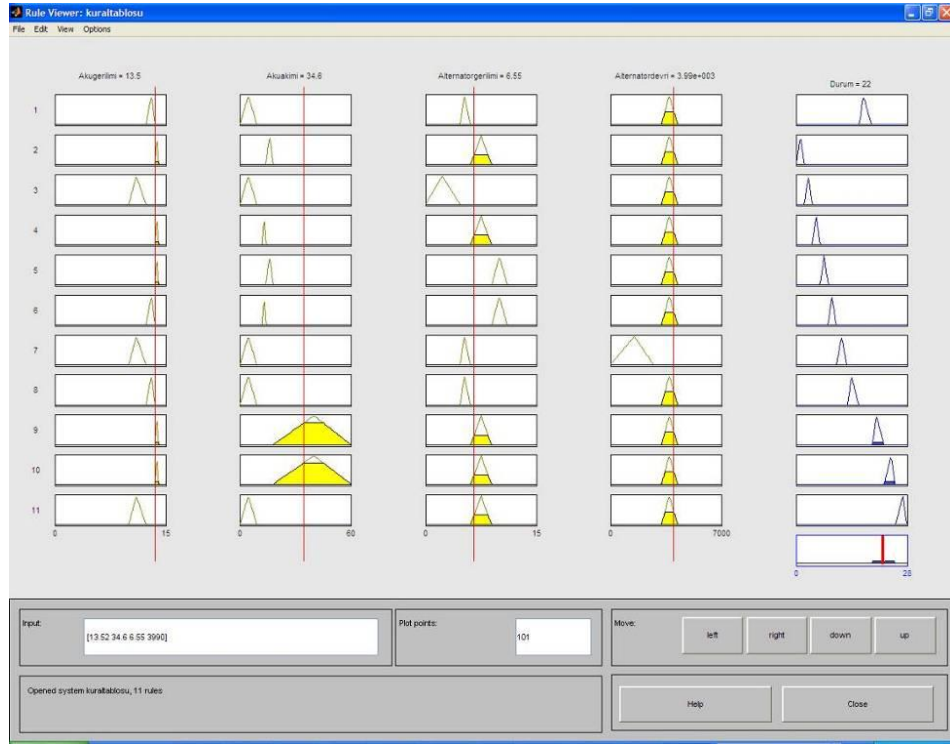 Rule Viewer: kuraltablosu
File Edit View Options
Akugerilimi = 13.5
Akuakimi = 34.6
Alternatorgerilimi = 6.55
Alternatordevri = 3.99e+003
Durum = 22
1
2
3
4
5
6
7
8
9
10
11
0 15
0 60
0 15
0 7000
0 28
Input:
[13.52 34.6 6.55 3990]
Plot points:
101
Move:
left right down up
Opened system kuraltablosu, 11 rules
Help Close